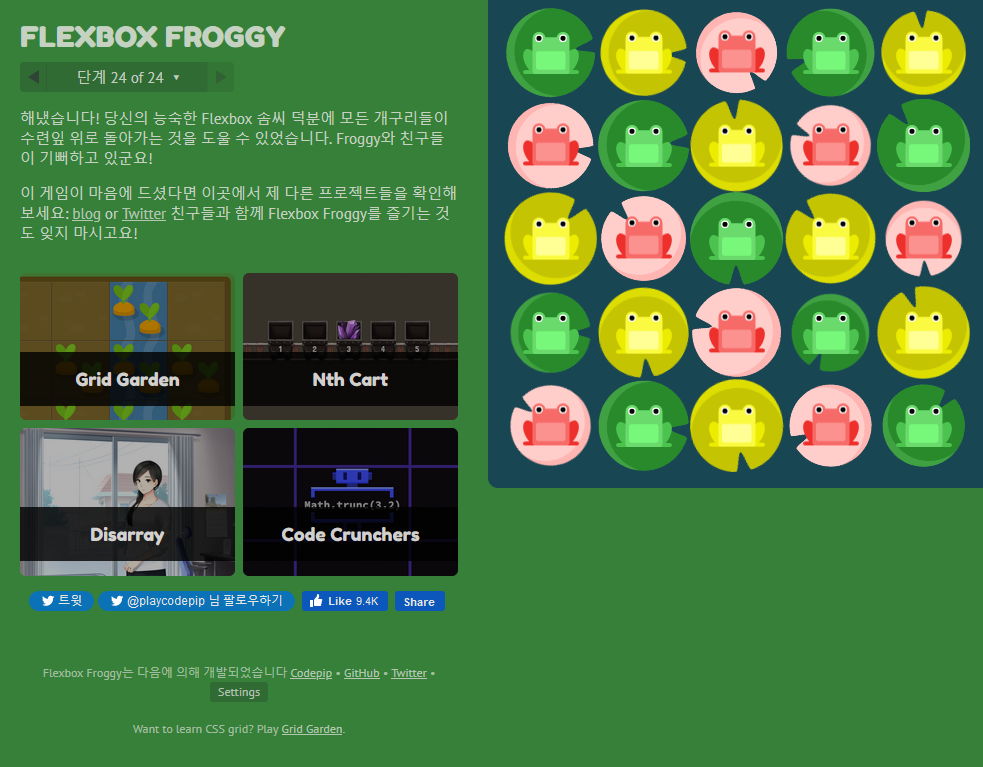 FLEXBOX FROGGY
단계 24 of 24
해냈습니다! 당신의 능숙한 Flexbox 솜씨 덕분에 모든 개구리들이
수련잎 위로 돌아가는 것을 도울 수 있었습니다. Froggy와 친구들
이 기뻐하고 있군요!
이 게임이 마음에 드셨다면 이곳에서 제 다른 프로젝트들을 확인해
보세요: blog or Twitter 친구들과 함께 Flexbox Froggy를 즐기는 것
도 잊지 마시고요!
1 2 3 4 5
Grid Garden
Nth Cart
Math.trunc(3.2)
Disarray
Code Crunchers
트윗
@playcodepip 님 팔로우하기
Like 9.4K
Share
Flexbox Froggy는 다음에 의해 개발되었습니다 Codepip • GitHub • Twitter •
Settings
Want to learn CSS grid? Play Grid Garden.